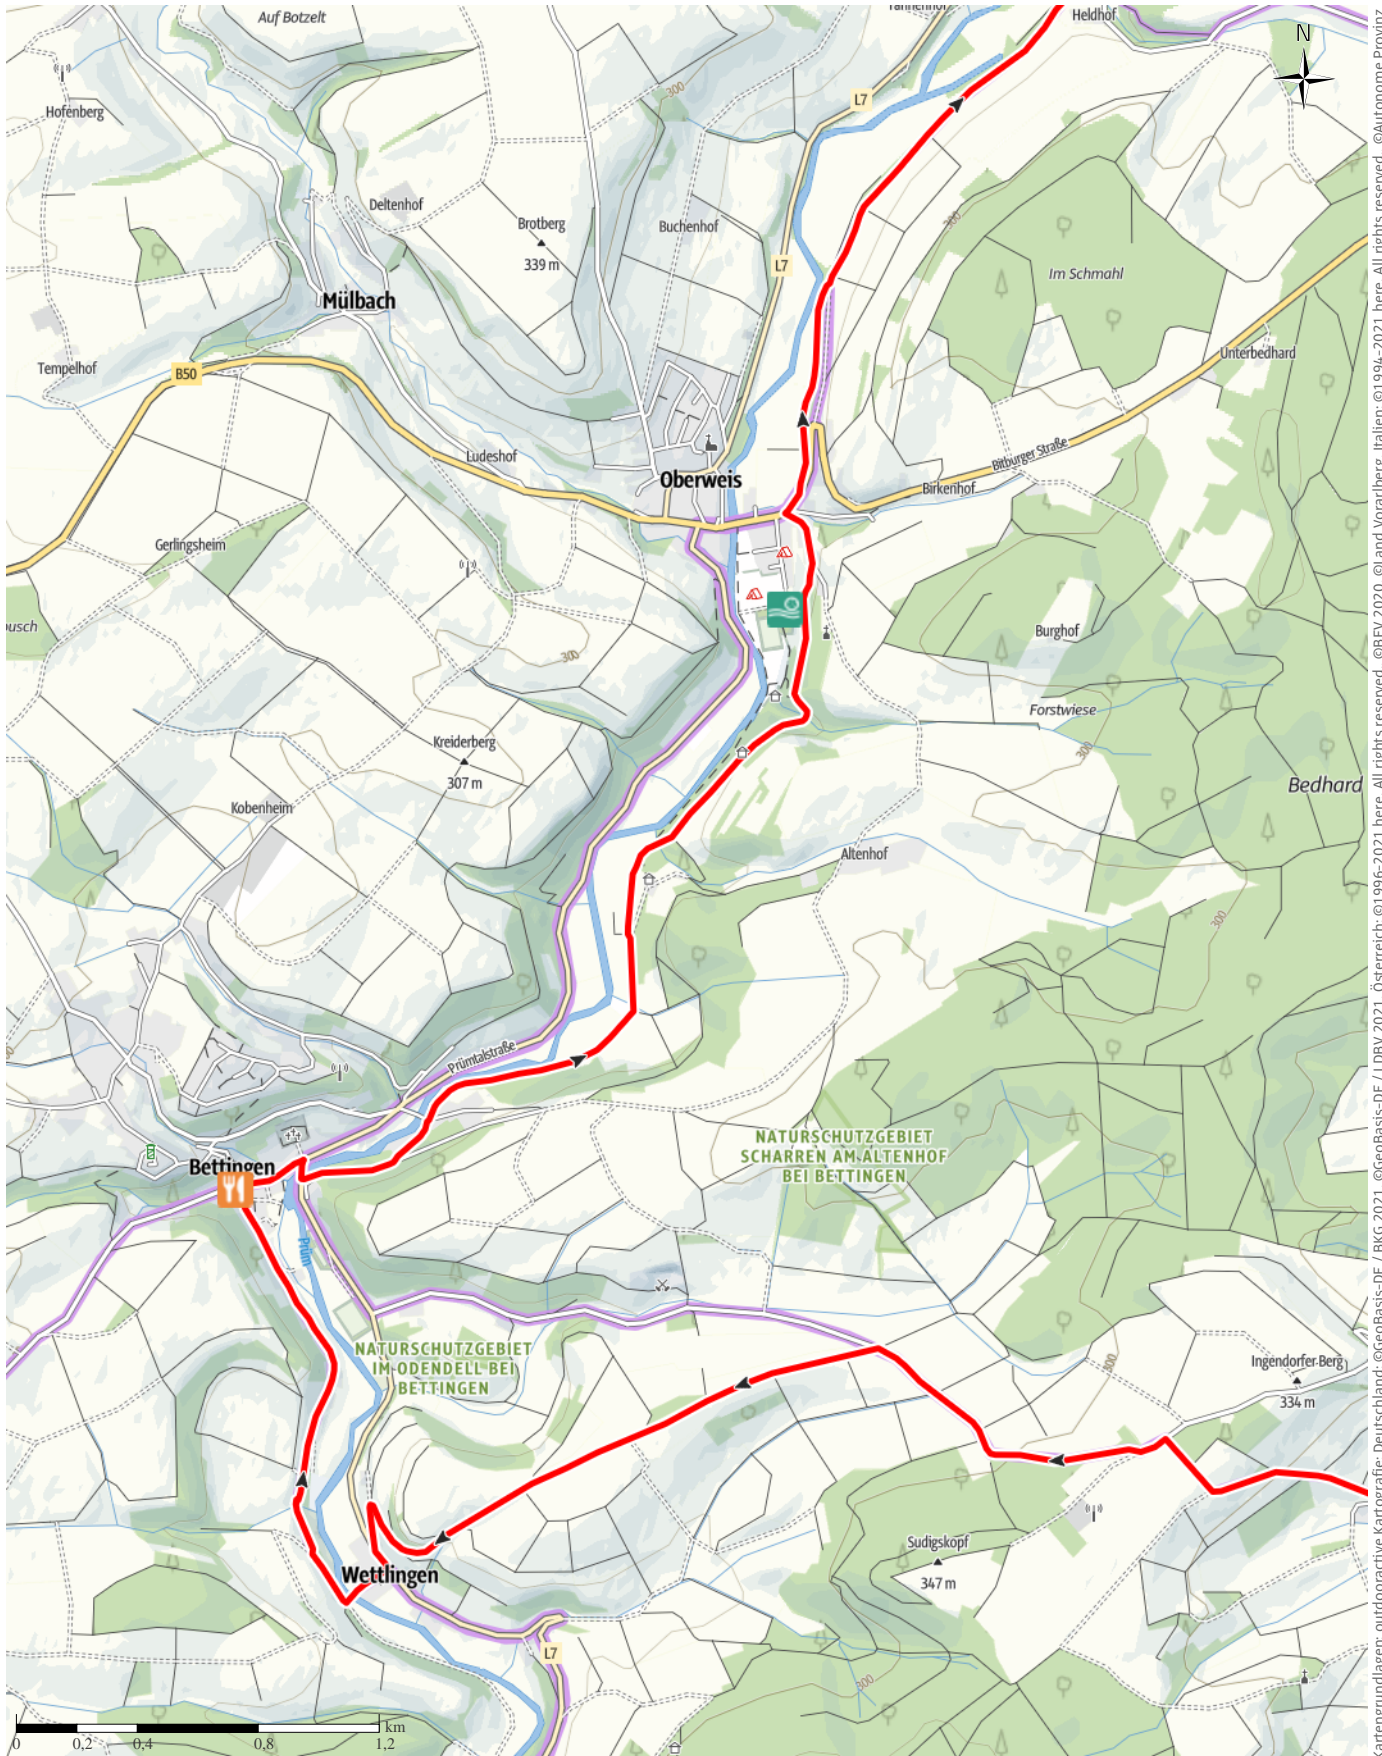 Auf Botzelt
Heldhof
N
Hofenberg
300
L7
Deltenhof
Brotberg
339 m
Buchenhof
300
L7
Im Schmahl
Mülbach
Tempelhof
B50
Unterbedhard
Ludeshof
Bitburger Straße
Oberweis
Birkenhof
Gerlingsheim
busch
300
Burghof
Forstwiese
300
Kreiderberg
307 m
Bedhard
Kobenheim
Altenhof
300
Prümtalstraße
NATURSCHUTZGEBIET
SCHARREN AM ALTENHOF
BEI BETTINGEN
Bettingen
Prüm
NATURSCHUTZGEBIET
IM ODENDELL BEI
BETTINGEN
300
Ingendorfer Berg
334 m
Sudigskopf
347 m
Wettlingen
L7
300
km
0
0,2
0,4
0,8
1,2